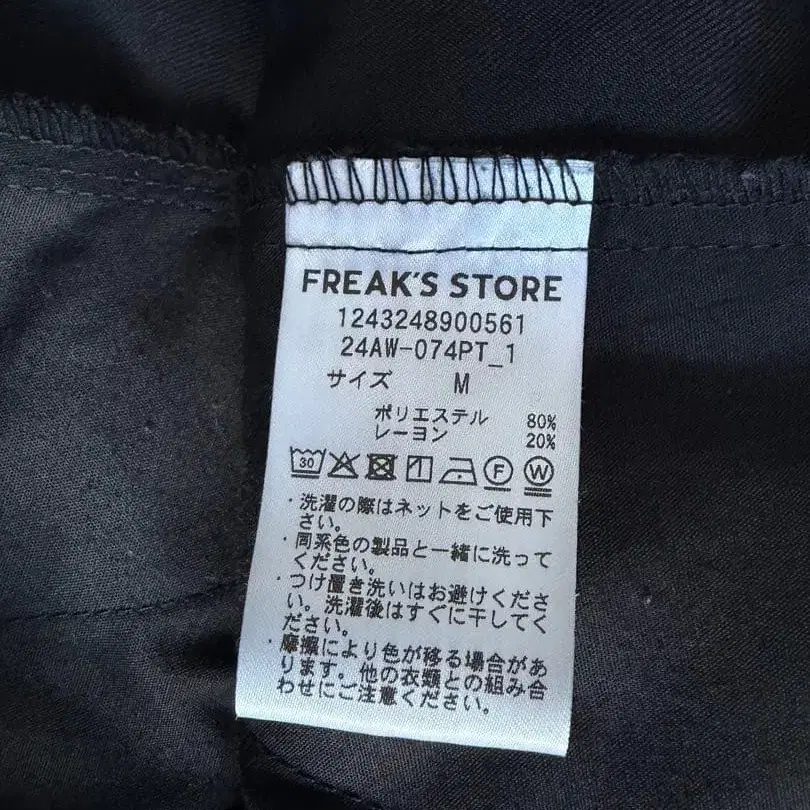 FREAK'S STORE
1243248900561
24AW-074PT_1
サイズ M
ポリエステル 80%
レーヨン 20%
30 F W
・洗濯の際はネットをご使用下
さい。
・同系色の製品と一緒に洗って
ください。
・つけ置き洗いはお避けくださ
い。洗濯後はすぐに干してく
ださい。
・摩擦により色が移る場合があ
ります。他の衣類との組み合
わせにご注意ください。